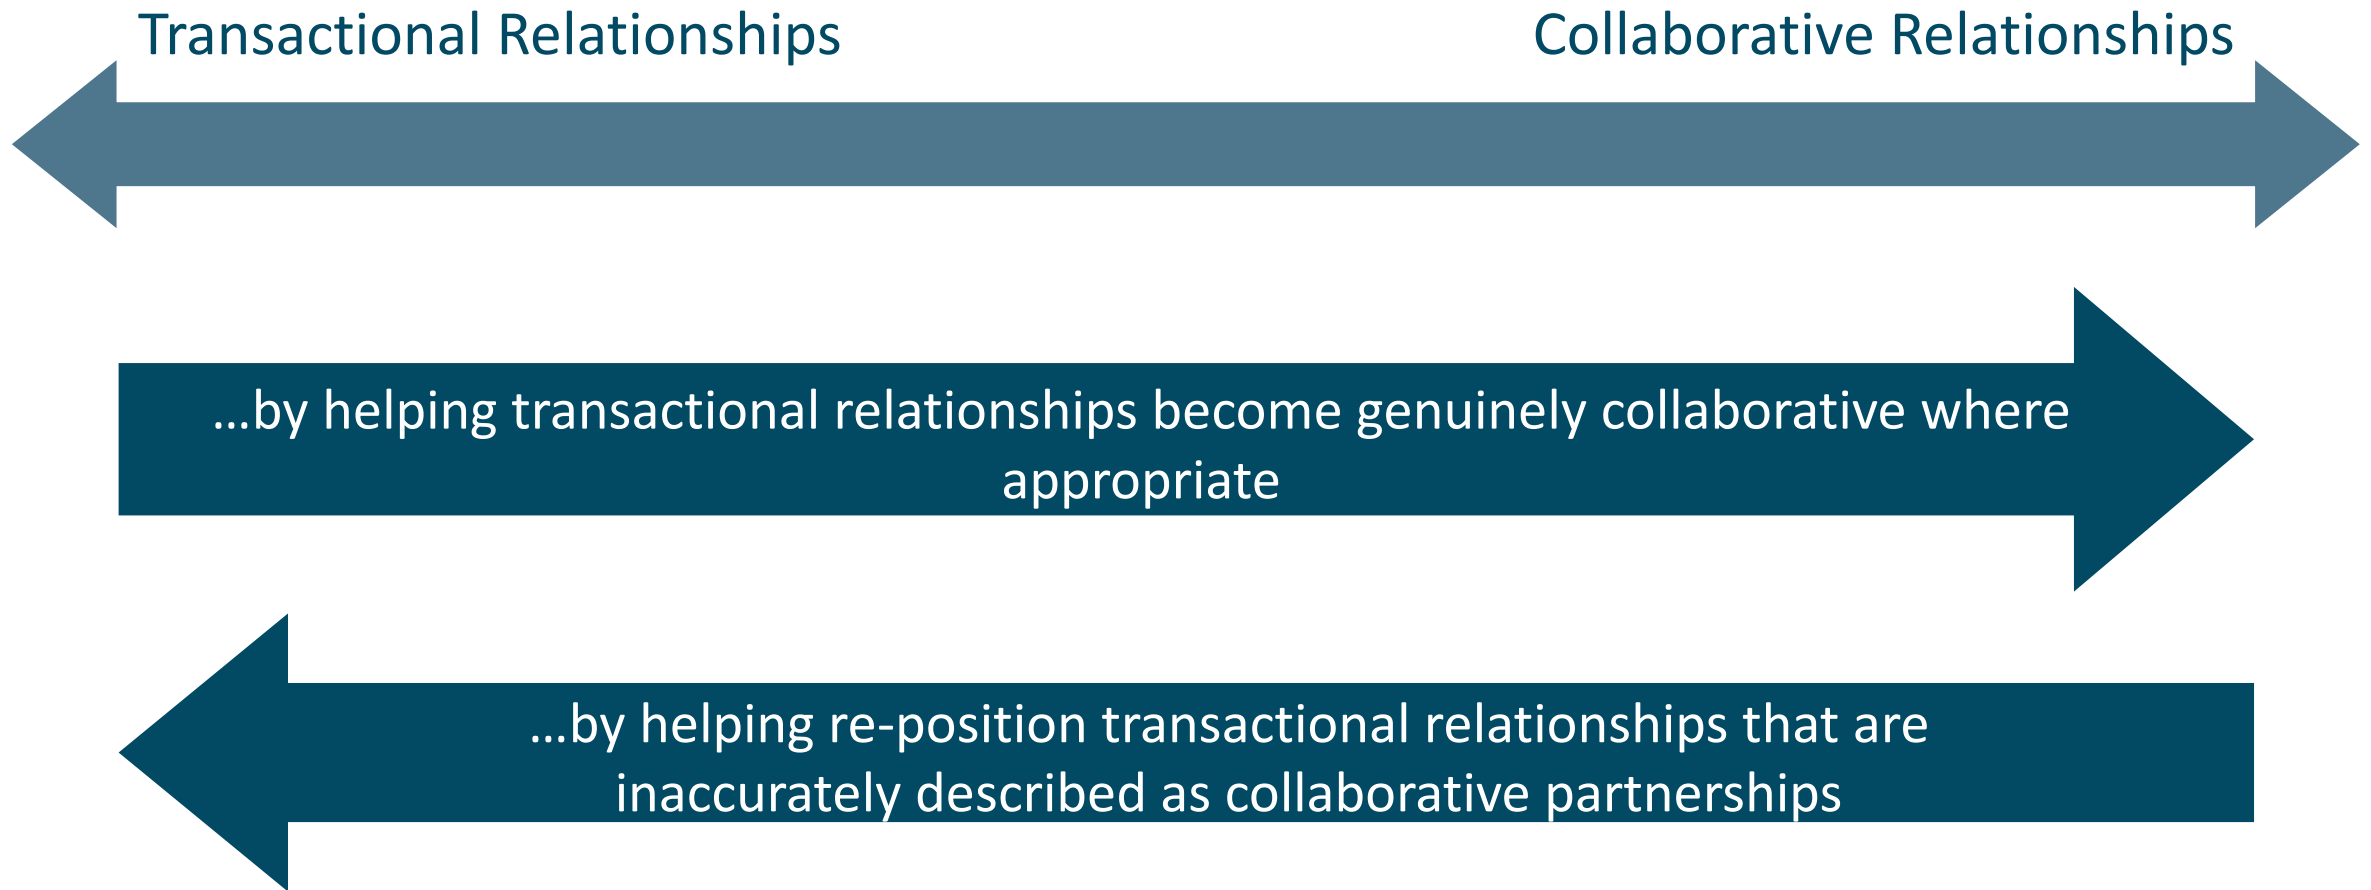 Transactional Relationships
Collaborative Relationships
...by helping transactional relationships become genuinely collaborative where
appropriate
...by helping re-position transactional relationships that are
inaccurately described as collaborative partnerships